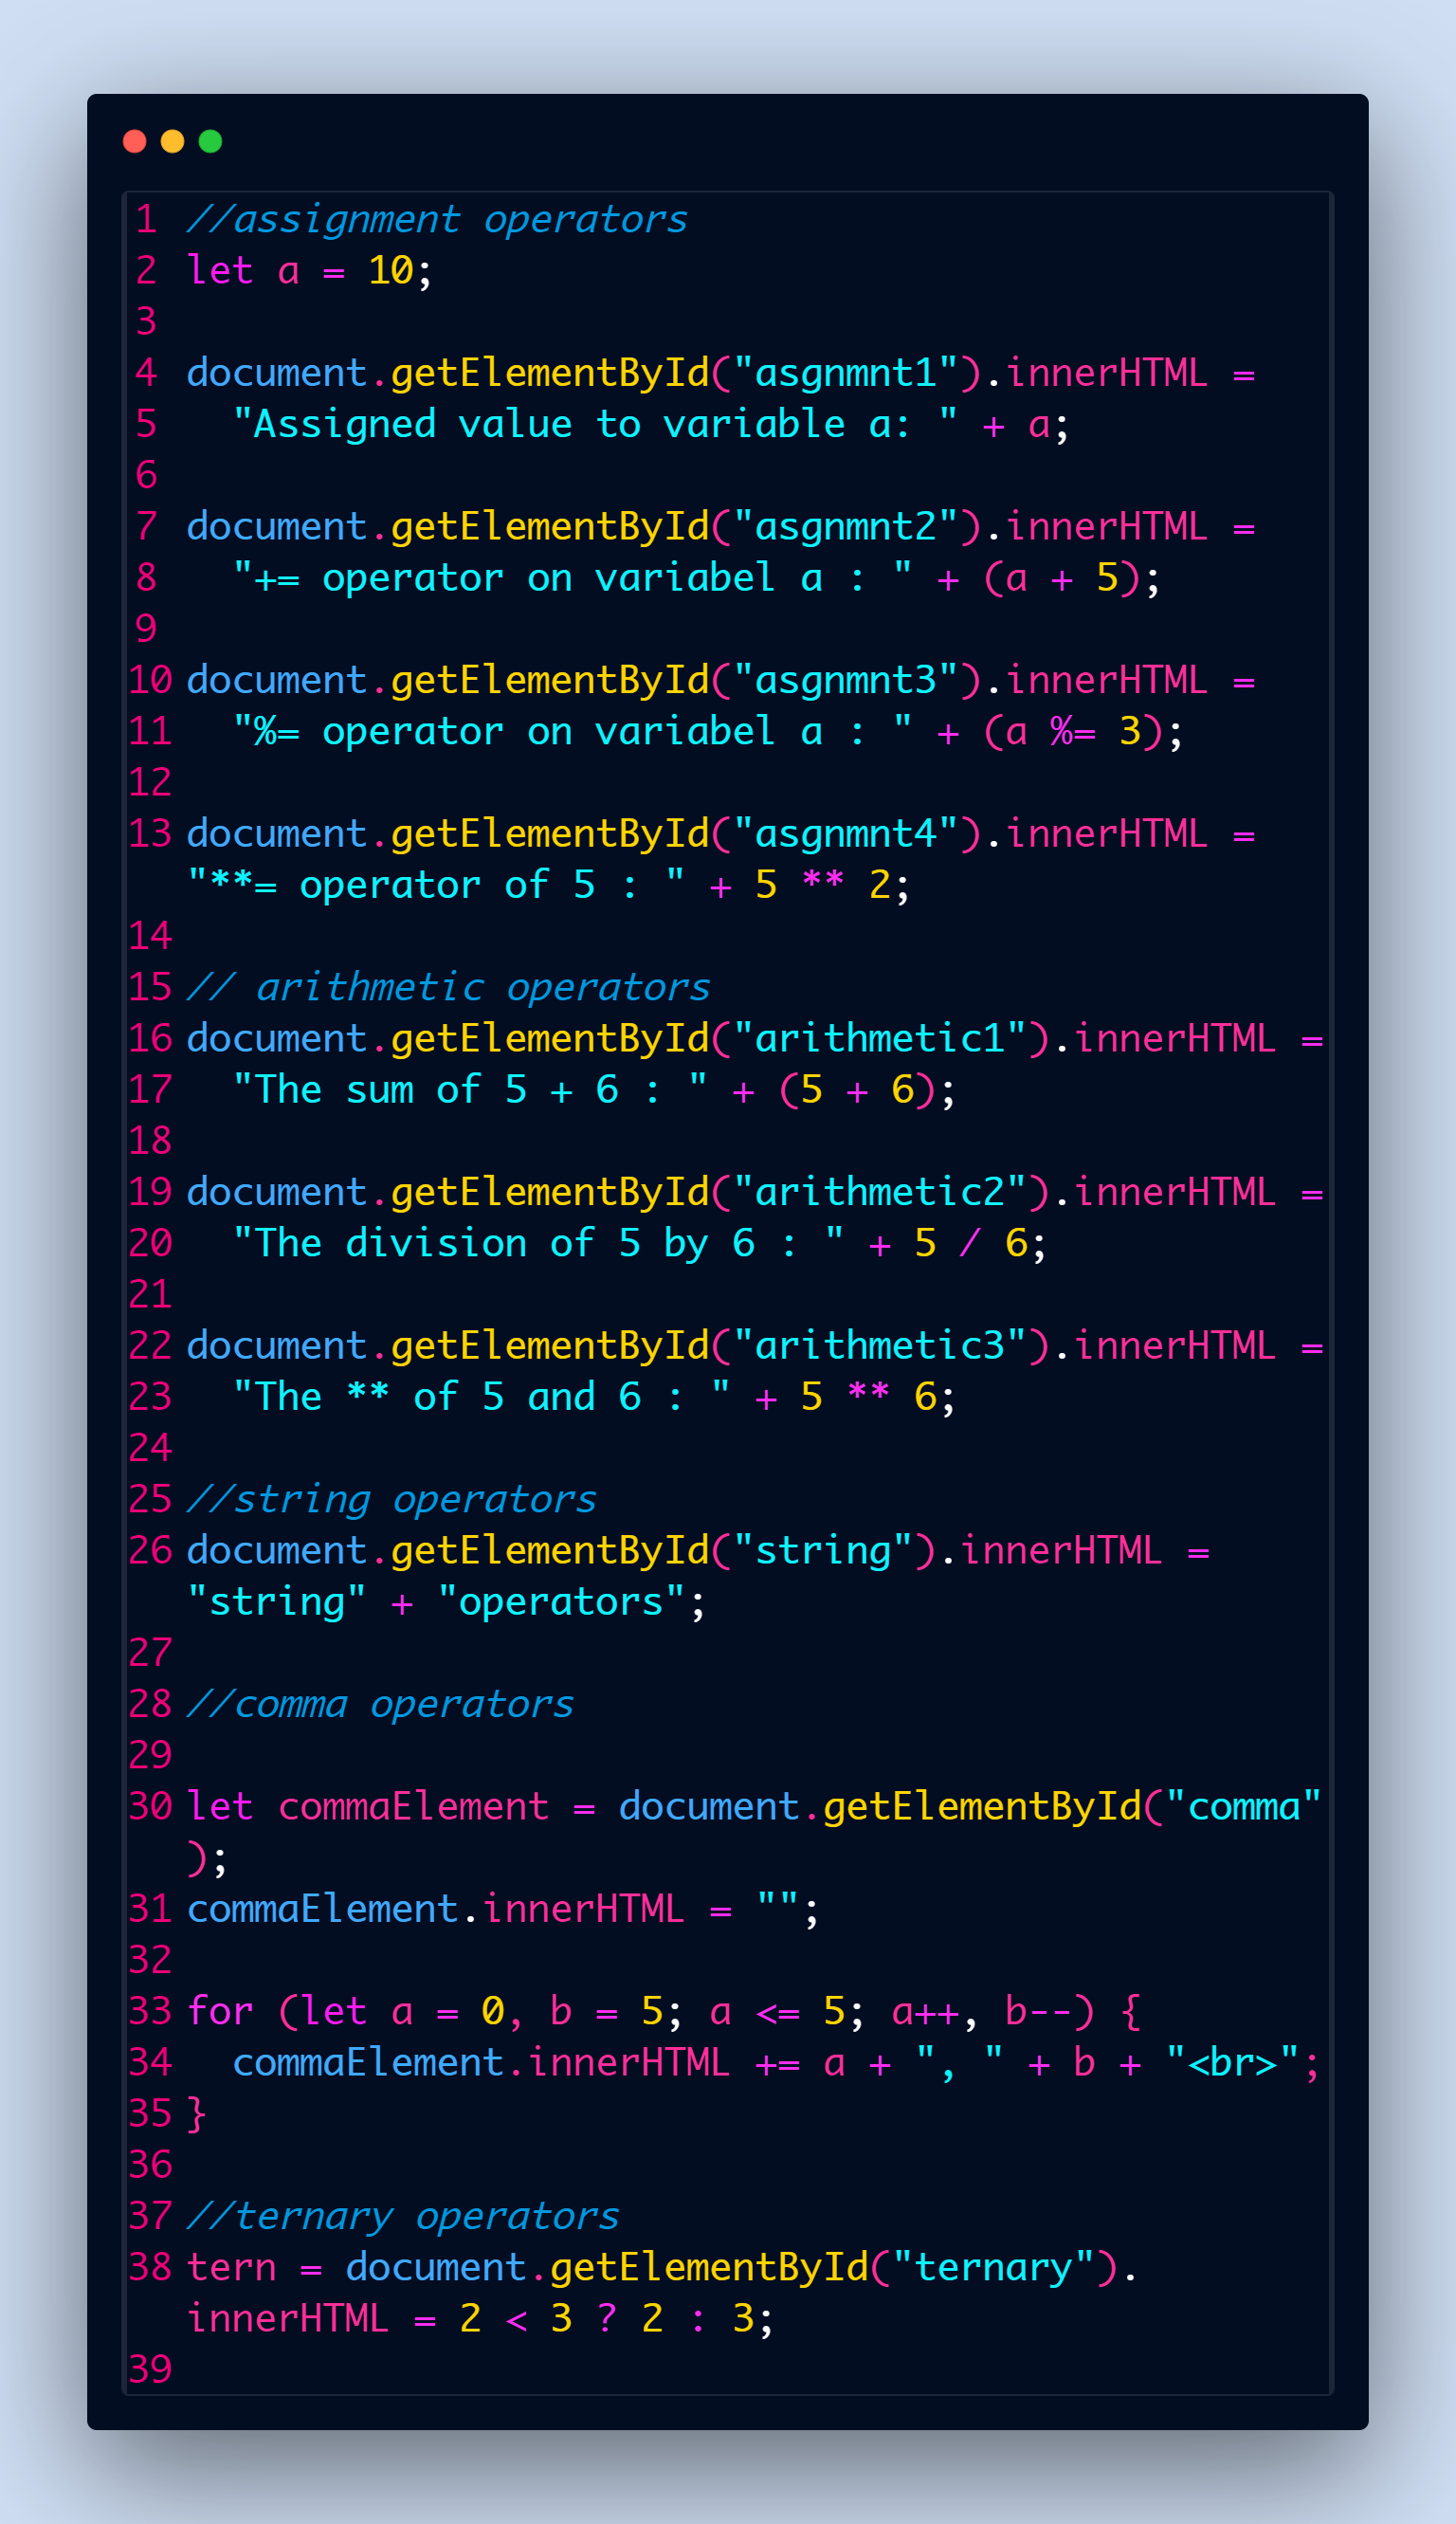 1 //assignment operators
2 let a = 10;
3
4 document.getElementById("asgnmnt1").innerHTML =
5   "Assigned value to variable a: " + a;
6
7 document.getElementById("asgnmnt2").innerHTML =
8   "+= operator on variabel a : " + (a + 5);
9
10 document.getElementById("asgnmnt3").innerHTML =
11   "%= operator on variabel a : " + (a %= 3);
12
13 document.getElementById("asgnmnt4").innerHTML =
"**= operator of 5 : " + 5 ** 2;
14
15 // arithmetic operators
16 document.getElementById("arithmetic1").innerHTML =
17   "The sum of 5 + 6 : " + (5 + 6);
18
19 document.getElementById("arithmetic2").innerHTML =
20   "The division of 5 by 6 : " + 5 / 6;
21
22 document.getElementById("arithmetic3").innerHTML =
23   "The ** of 5 and 6 : " + 5 ** 6;
24
25 //string operators
26 document.getElementById("string").innerHTML =
"string" + "operators";
27
28 //comma operators
29
30 let commaElement = document.getElementById("comma"
);
31 commaElement.innerHTML = "";
32
33 for (let a = 0, b = 5; a <= 5; a++, b--) {
34   commaElement.innerHTML += a + ", " + b + "<br>";
35 }
36
37 //ternary operators
38 tern = document.getElementById("ternary").
innerHTML = 2 < 3 ? 2 : 3;
39